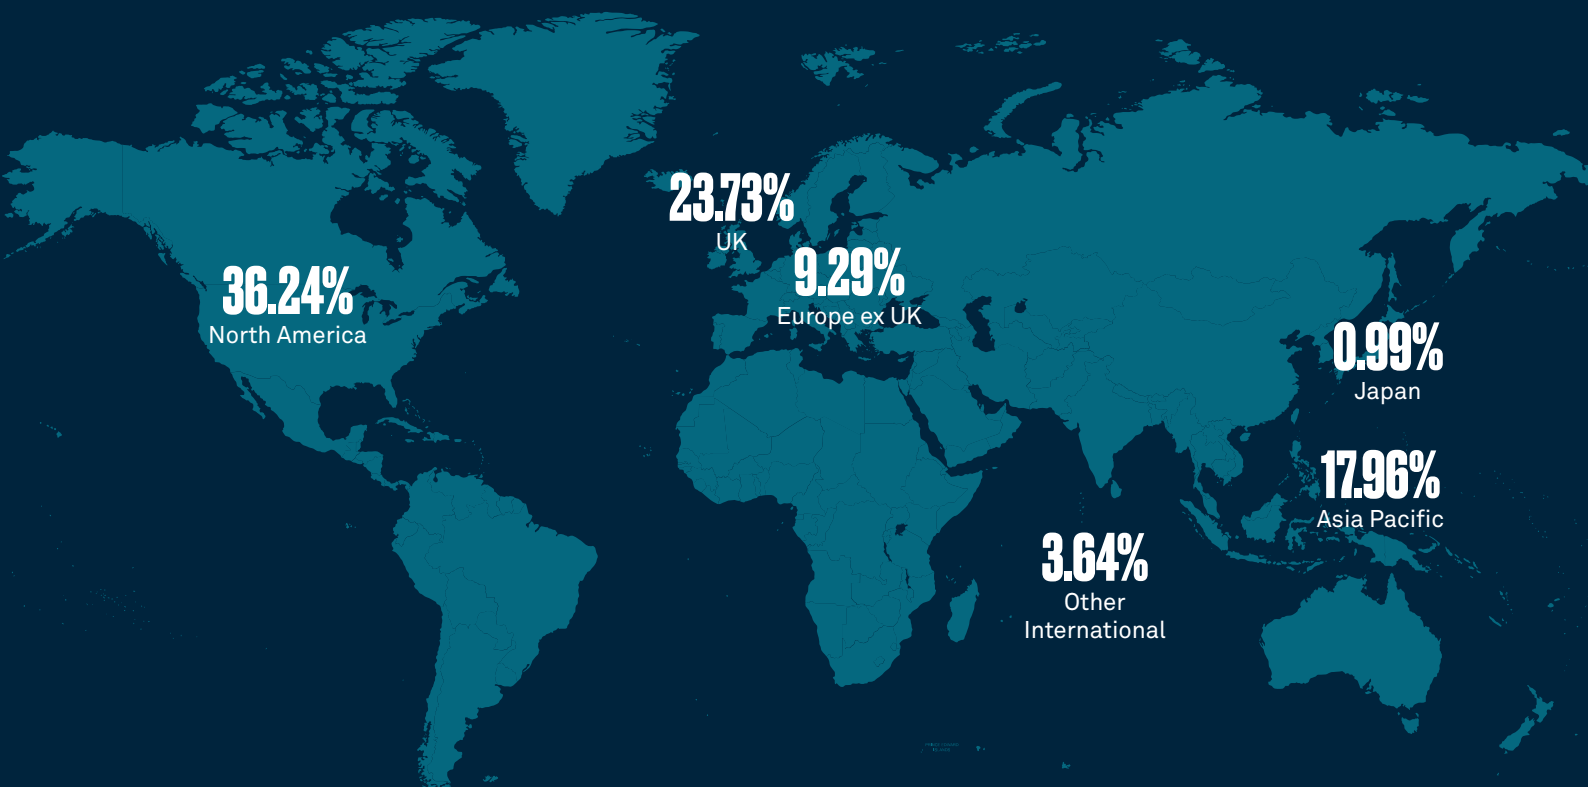 23.73%
UK
9.29%
Europe ex UK
36.24%
North America
0.99%
Japan
17.96%
Asia Pacific
3.64%
Other
International